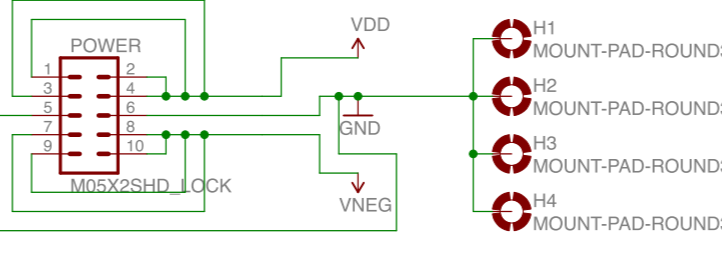 VDD
H1
MOUNT-PAD-ROUND3
POWER
1 2
3 4
H2
MOUNT-PAD-ROUND3
5 6
GND
7 8
9 10
H3
MOUNT-PAD-ROUND3
M05X2SHD_LOCK
VNEG
H4
MOUNT-PAD-ROUND3